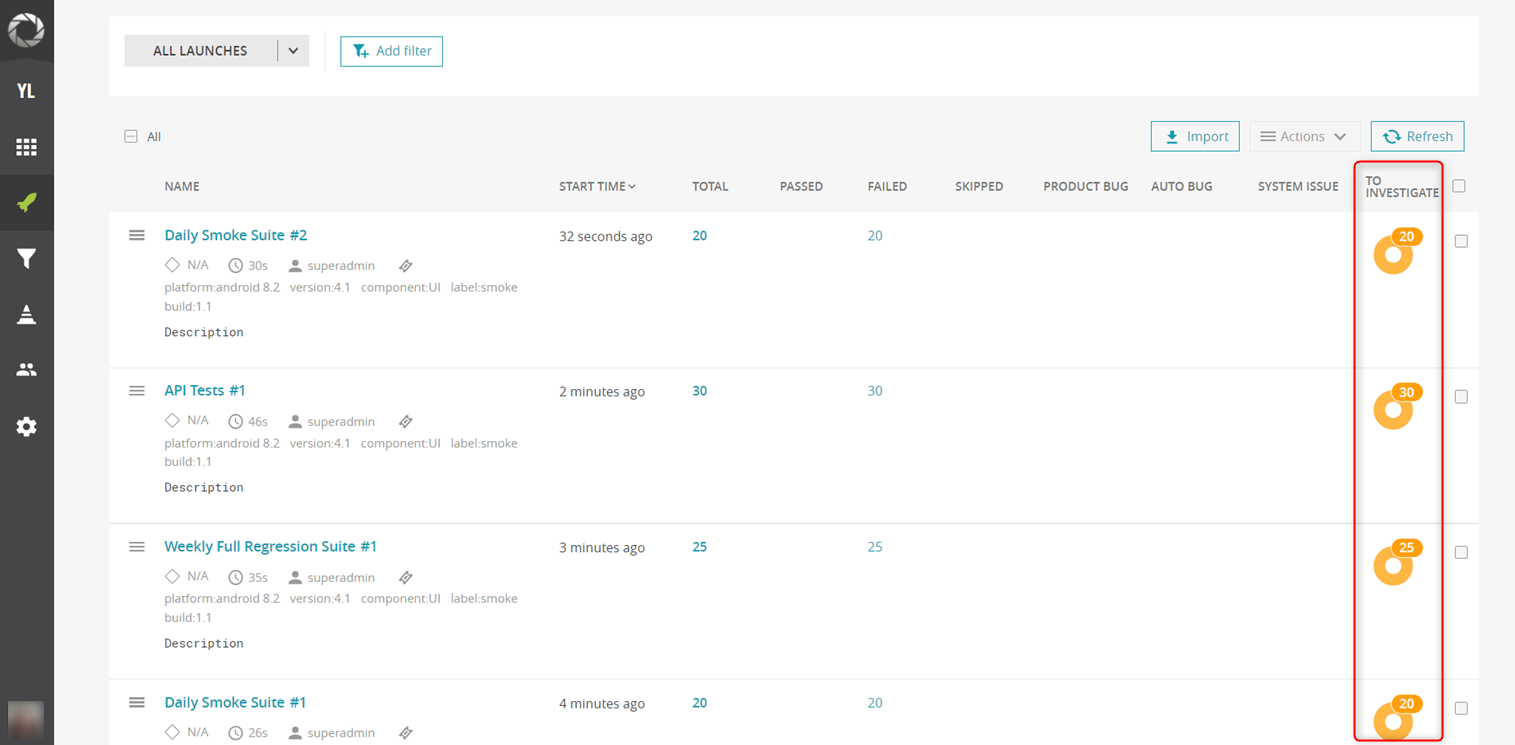 ALL LAUNCHES
Add filter
YL
All
Import
Actions
Refresh
NAME START TIME TOTAL PASSED FAILED SKIPPED PRODUCT BUG AUTO BUG SYSTEM ISSUE TO INVESTIGATE
Daily Smoke Suite #2 32 seconds ago 20 20 20
N/A 30s superadmin
platform:android 8.2 version:4.1 component:UI label:smoke
build:1.1
Description
API Tests #1 2 minutes ago 30 30 30
N/A 46s superadmin
platform:android 8.2 version:4.1 component:UI label:smoke
build:1.1
Description
Weekly Full Regression Suite #1 3 minutes ago 25 25 25
N/A 35s superadmin
platform:android 8.2 version:4.1 component:UI label:smoke
build:1.1
Description
Daily Smoke Suite #1 4 minutes ago 20 20 20
N/A 26s superadmin